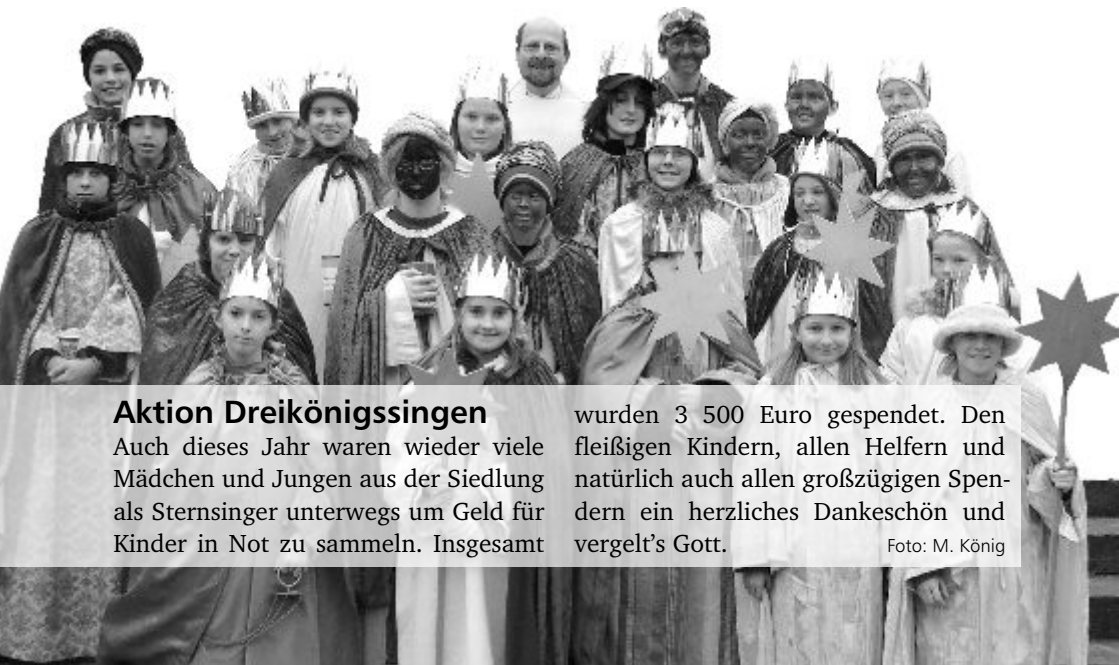 Aktion Dreikönigssingen
Auch dieses Jahr waren wieder viele
Mädchen und Jungen aus der Siedlung
als Sternsinger unterwegs um Geld für
Kinder in Not zu sammeln. Insgesamt
wurden 3 500 Euro gespendet. Den
fleißigen Kindern, allen Helfern und
natürlich auch allen großzügigen Spen-
dern ein herzliches Dankeschön und
vergelt’s Gott.
Foto: M. König